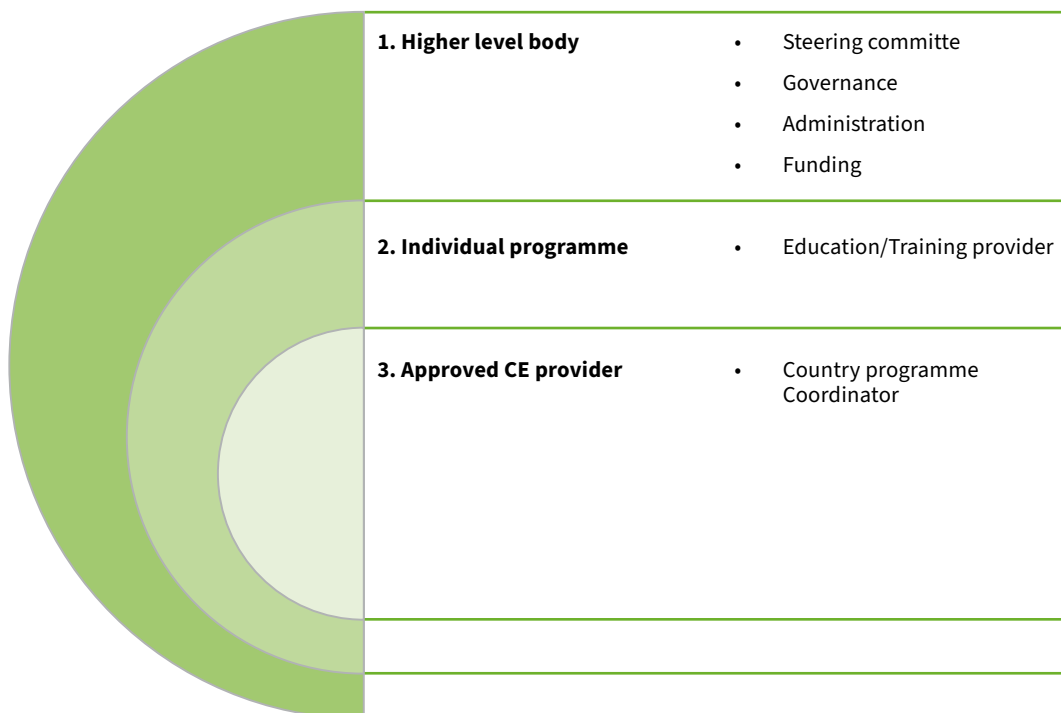 1. Higher level body
• Steering committe
• Governance
• Administration
• Funding
2. Individual programme
• Education/Training provider
3. Approved CE provider
• Country programme
Coordinator